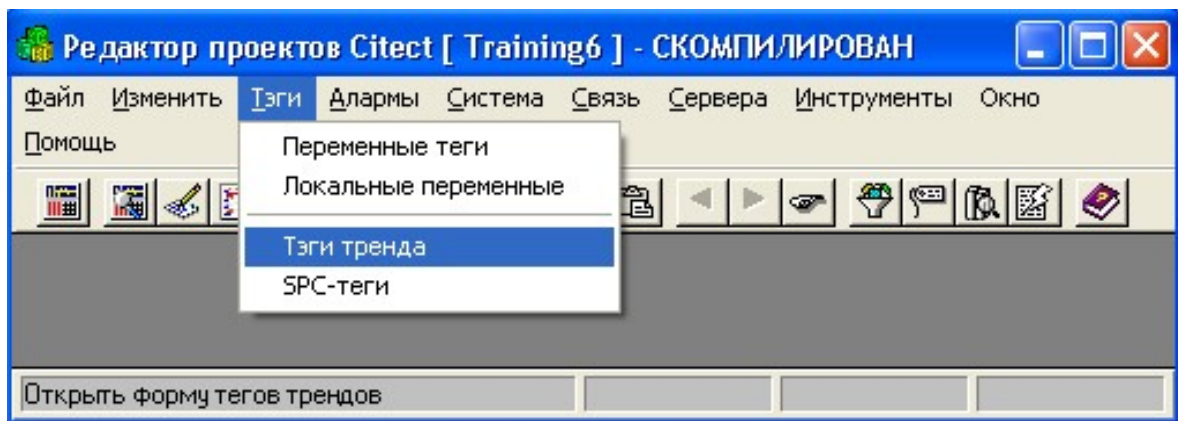 Редактор проектов Citect [ Training6 ] - СКОМПИЛИРОВАН
Файл Изменить Тэги Алармы Система Связь Сервера Инструменты Окно
Помощь
Переменные теги
Локальные переменные
Тэги тренда
SPC-теги
Открыть форму тегов трендов